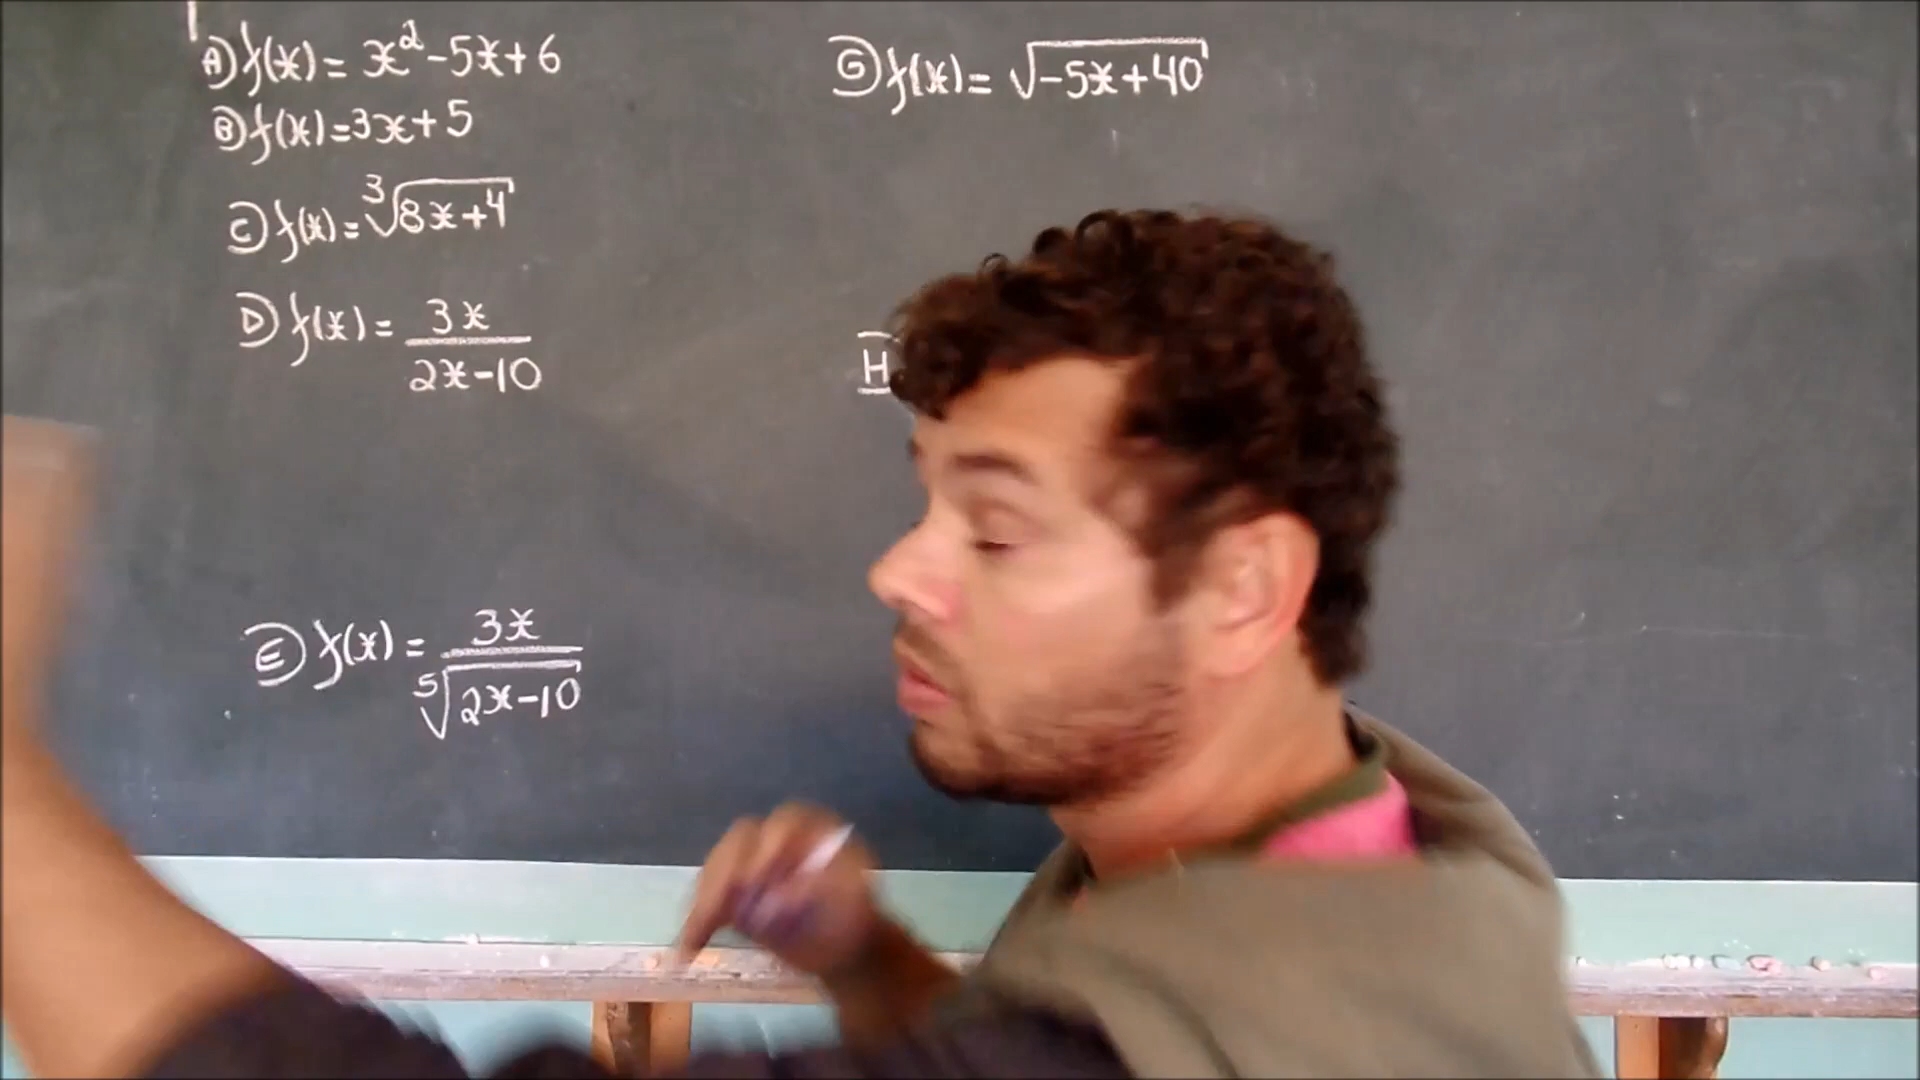 A) f(x) = x² - 5x + 6
B) f(x) = 3x + 5
C) f(x) = ∛(8x + 4)
D) f(x) = 3x / (2x - 10)
E) f(x) = 3x / ⁵√(2x - 10)
G) f(x) = √(-5x + 40)
H